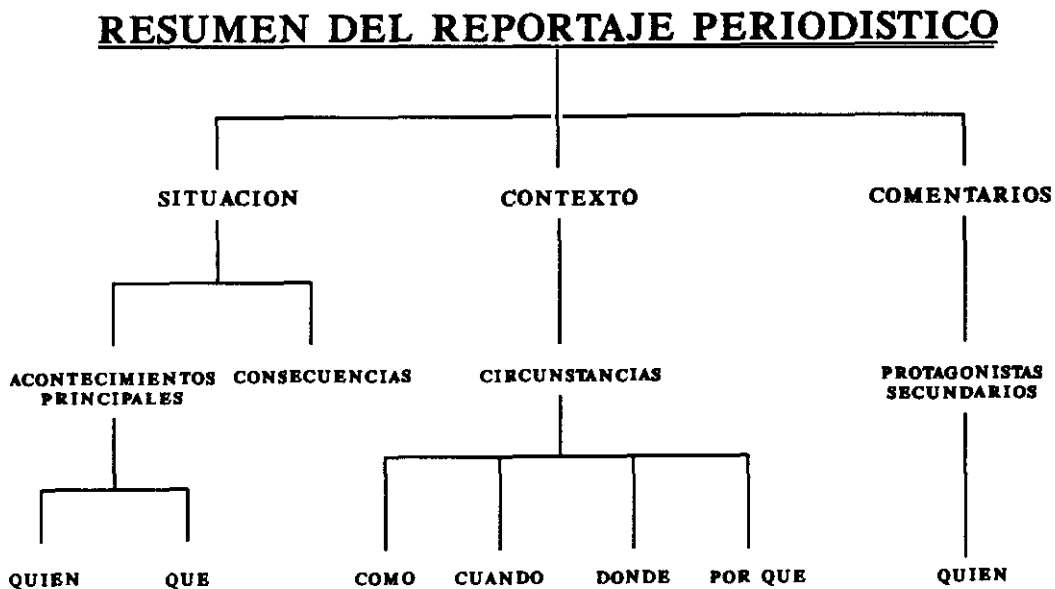 RESUMEN DEL REPORTAJE PERIODISTICO
SITUACION
CONTEXTO
COMENTARIOS
ACONTECIMIENTOS
PRINCIPALES
CONSECUENCIAS
CIRCUNSTANCIAS
PROTAGONISTAS
SECUNDARIOS
QUIEN
QUE
COMO
CUANDO
DONDE
POR QUE
QUIEN